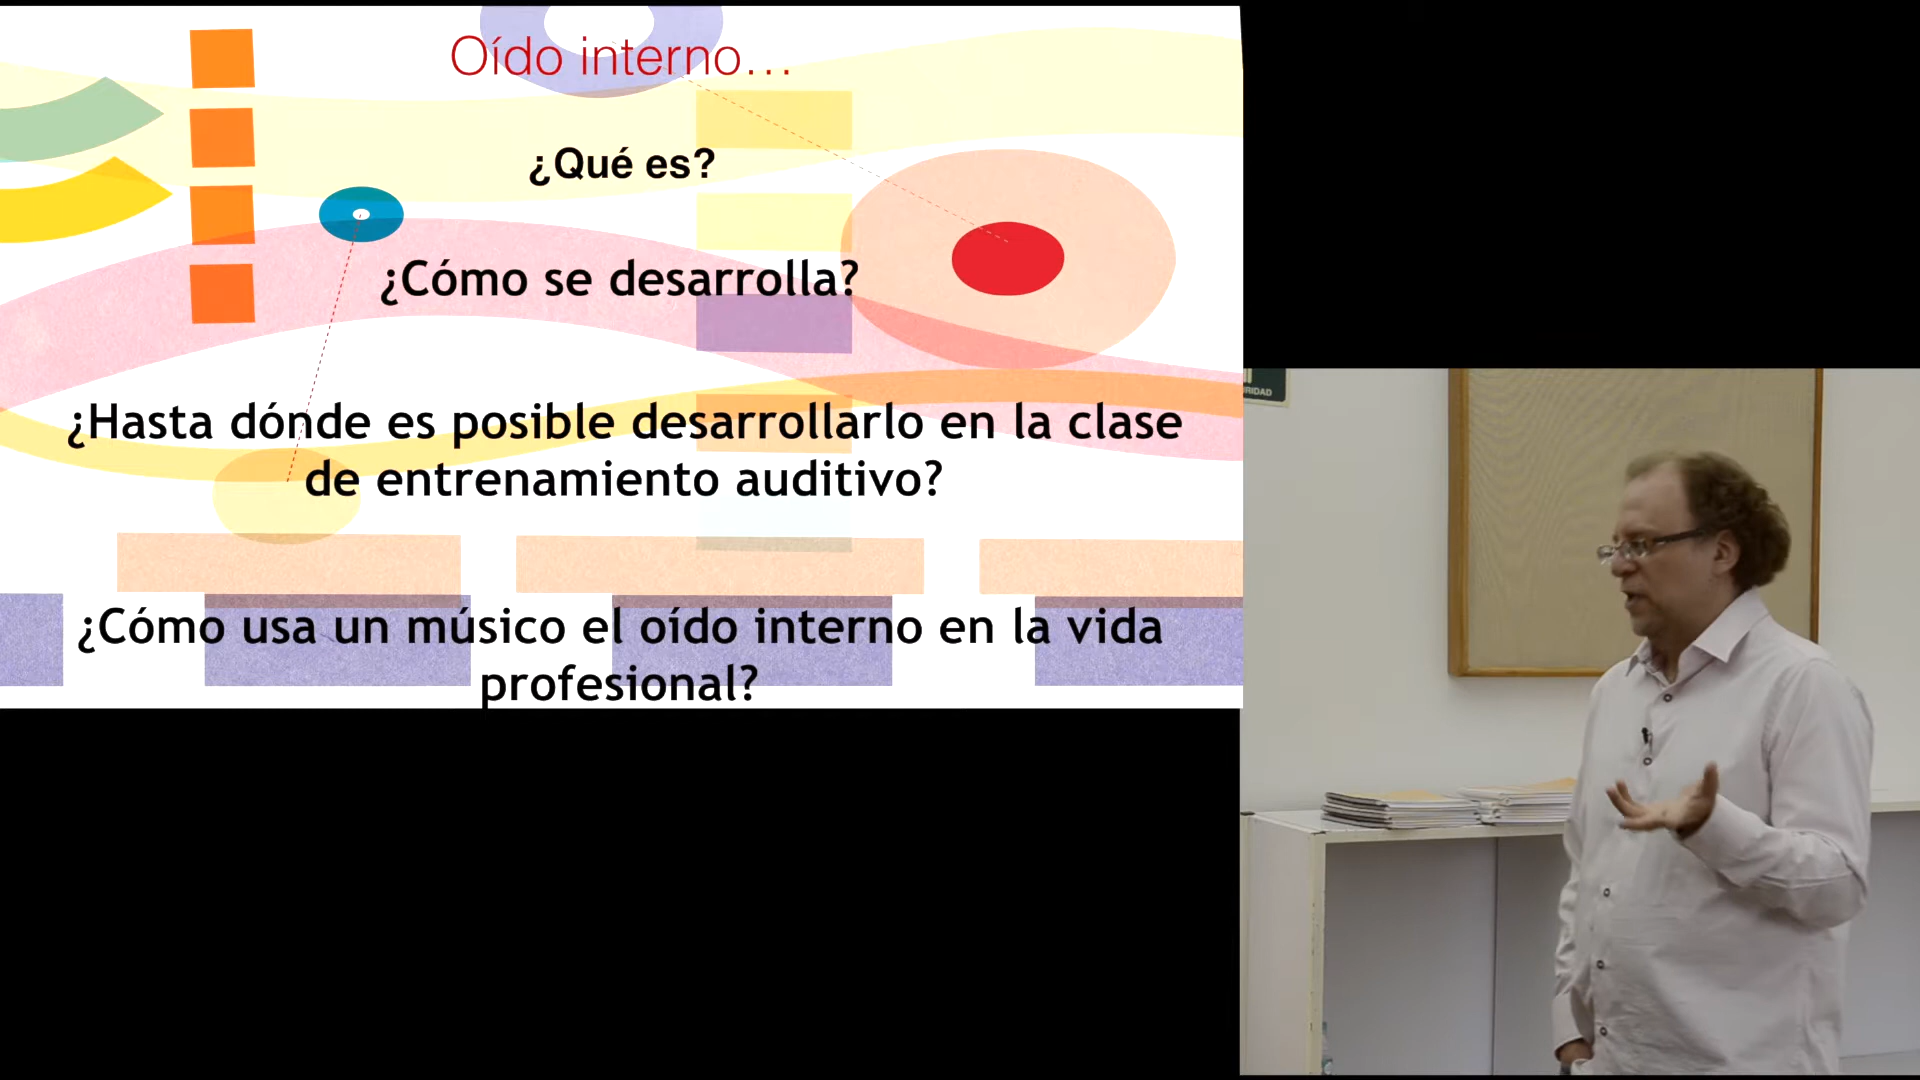 Oído interno...
¿Qué es?
¿Cómo se desarrolla?
¿Hasta dónde es posible desarrollarlo en la clase
de entrenamiento auditivo?
¿Cómo usa un músico el oído interno en la vida
profesional?